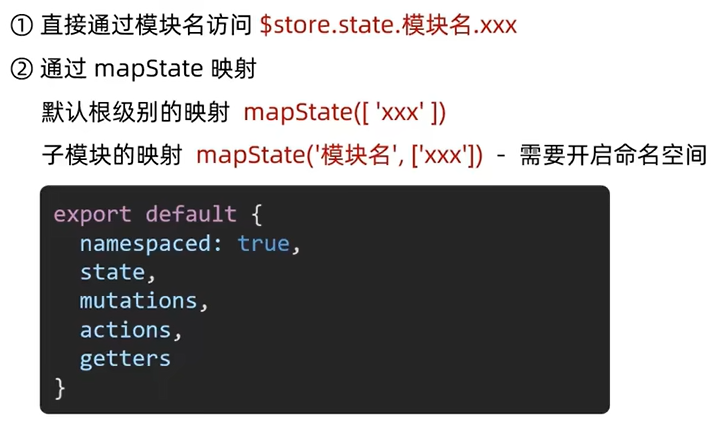 ① 直接通过模块名访问 $store.state.模块名.xxx
② 通过 mapState 映射
默认根级别的映射 mapState([ 'xxx' ])
子模块的映射 mapState('模块名', ['xxx']) - 需要开启命名空间
export default {
  namespaced: true,
  state,
  mutations,
  actions,
  getters
}